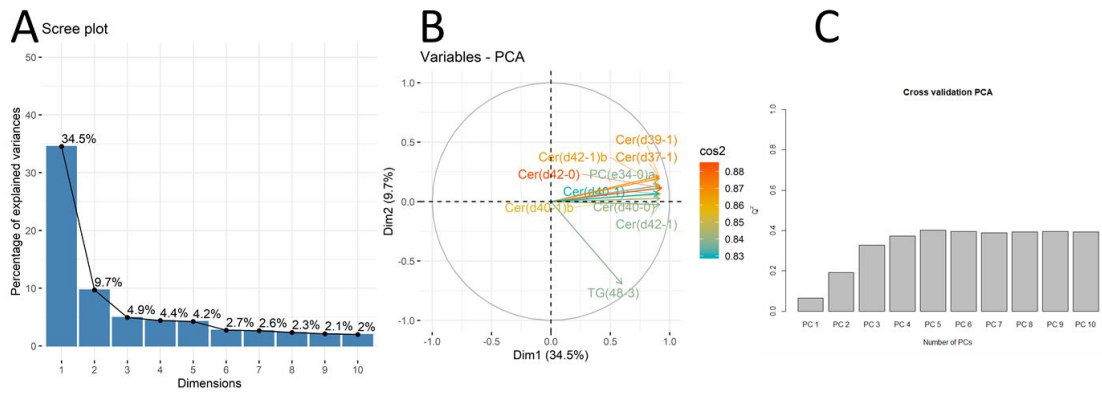 A
Scree plot
Percentage of explained variances
50
40
30
20
10
0
34.5%
9.7%
4.9%
4.4%
4.2%
2.7%
2.6%
2.3%
2.1%
2%
1 2 3 4 5 6 7 8 9 10
Dimensions
B
Variables - PCA
Dim2 (9.7%)
1.0
0.5
0.0
-0.5
-1.0
Cer(d39-1)
Cer(d42-1)b
Cer(d37-1)
Cer(d42-0)
PC(e34-0)a
Cer(d40-1)
Cer(d40-1)b
Cer(d40-0)
Cer(d42-1)
TG(48-3)
-1.0 -0.5 0.0 0.5 1.0
Dim1 (34.5%)
cos2
0.88
0.87
0.86
0.85
0.84
0.83
C
Cross validation PCA
Q²
1.0
0.8
0.6
0.4
0.2
0.0
PC 1 PC 2 PC 3 PC 4 PC 5 PC 6 PC 7 PC 8 PC 9 PC 10
Number of PCs